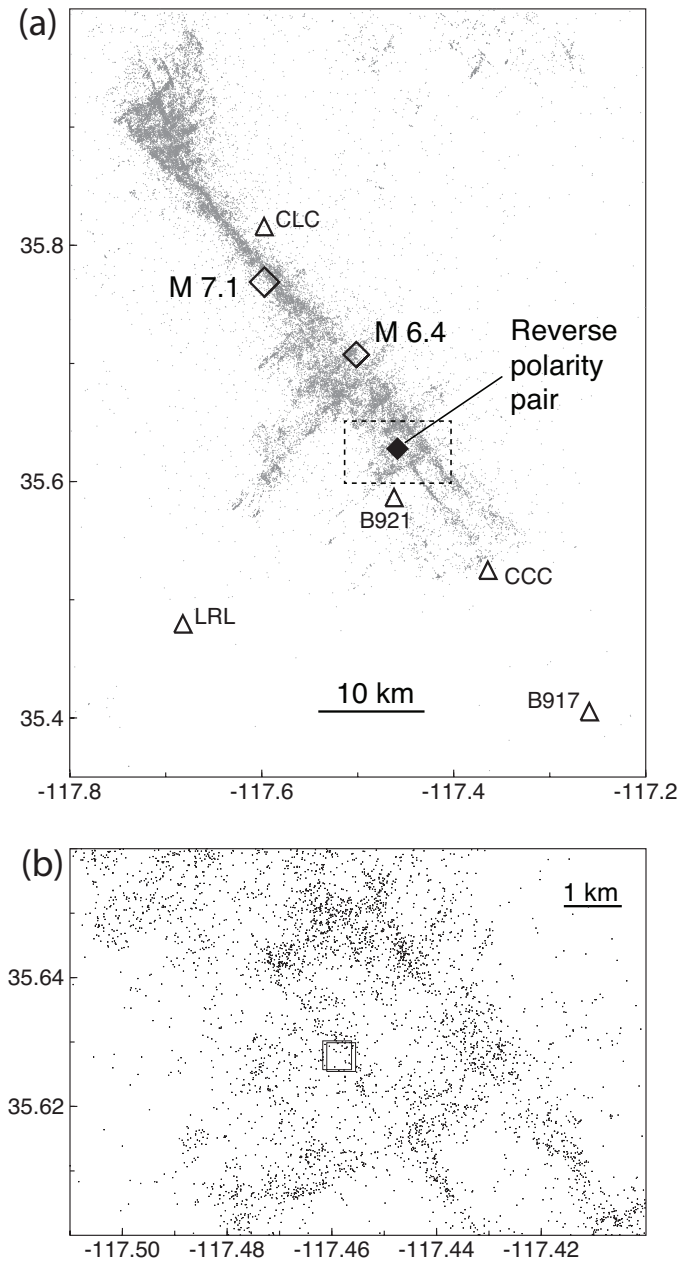 (a)
CLC
35.8
M 7.1
M 6.4
Reverse
polarity
pair
35.6
B921
CCC
LRL
10 km
B917
35.4
-117.8 -117.6 -117.4 -117.2
(b)
1 km
35.64
35.62
-117.50 -117.48 -117.46 -117.44 -117.42